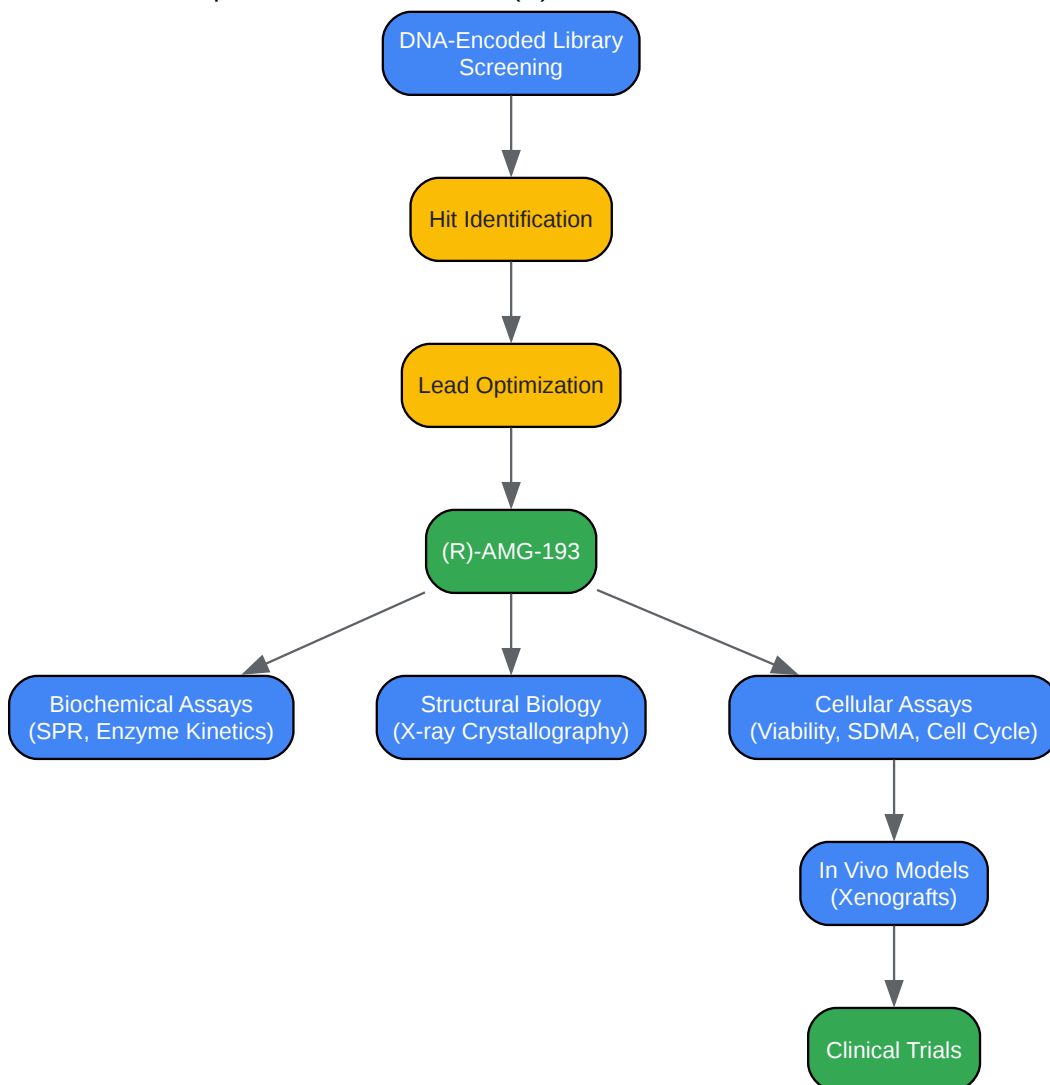 DNA-Encoded Library
Screening
Hit Identification
Lead Optimization
(R)-AMG-193
Biochemical Assays
(SPR, Enzyme Kinetics)
Structural Biology
(X-ray Crystallography)
Cellular Assays
(Viability, SDMA, Cell Cycle)
In Vivo Models
(Xenografts)
Clinical Trials